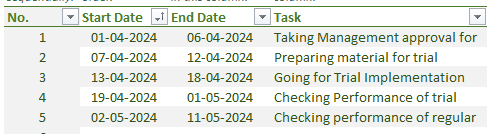 No. Start Date End Date Task
1 01-04-2024 06-04-2024 Taking Management approval for
2 07-04-2024 12-04-2024 Preparing material for trial
3 13-04-2024 18-04-2024 Going for Trial Implementation
4 19-04-2024 01-05-2024 Checking Performance of trial
5 02-05-2024 11-05-2024 Checking performance of regular